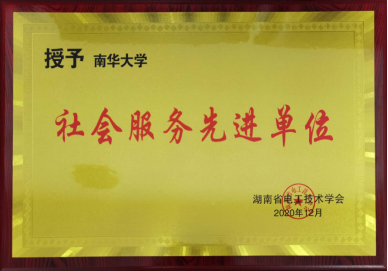 授予 南华大学
社会服务先进单位
湖南省电工技术学会
2020年12月